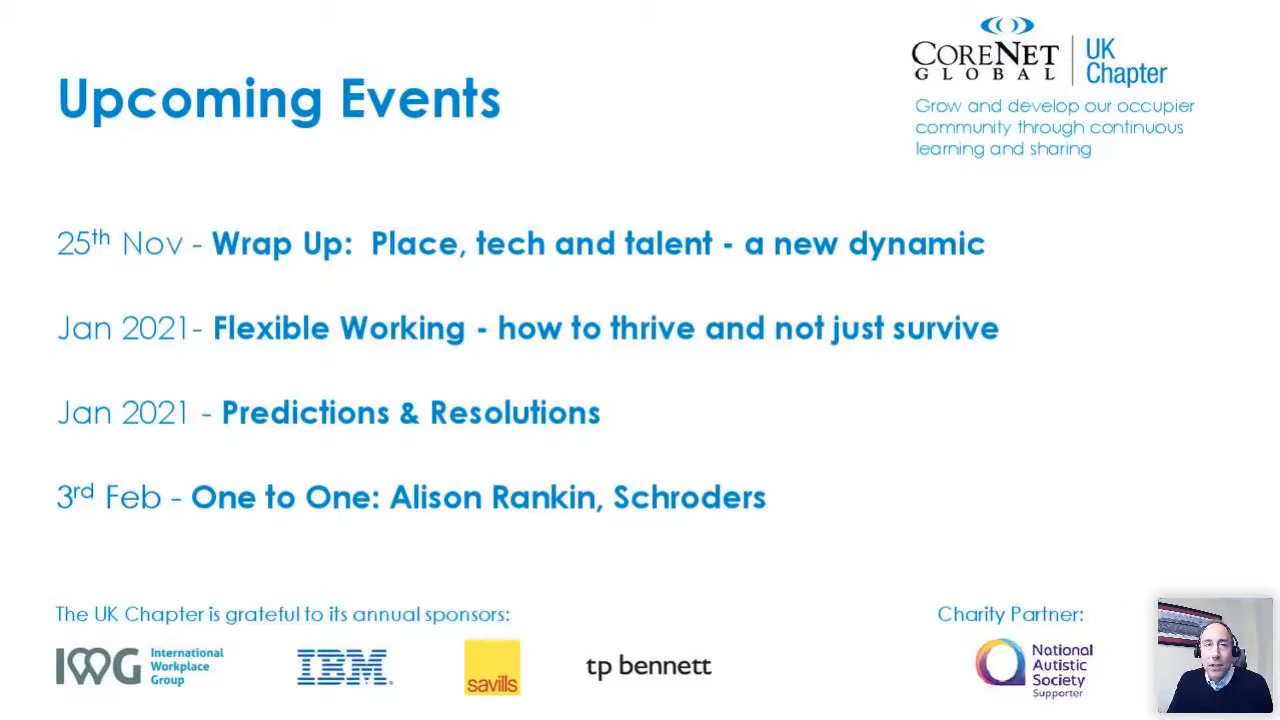 Upcoming Events
CORENET
GLOBAL
UK
Chapter
Grow and develop our occupier
community through continuous
learning and sharing
25th Nov - Wrap Up:  Place, tech and talent - a new dynamic
Jan 2021- Flexible Working - how to thrive and not just survive
Jan 2021 - Predictions & Resolutions
3rd Feb - One to One: Alison Rankin, Schroders
The UK Chapter is grateful to its annual sponsors:
Charity Partner:
IWG
International
Workplace
Group
IBM
savills
tp bennett
National
Autistic
Society
Supporter